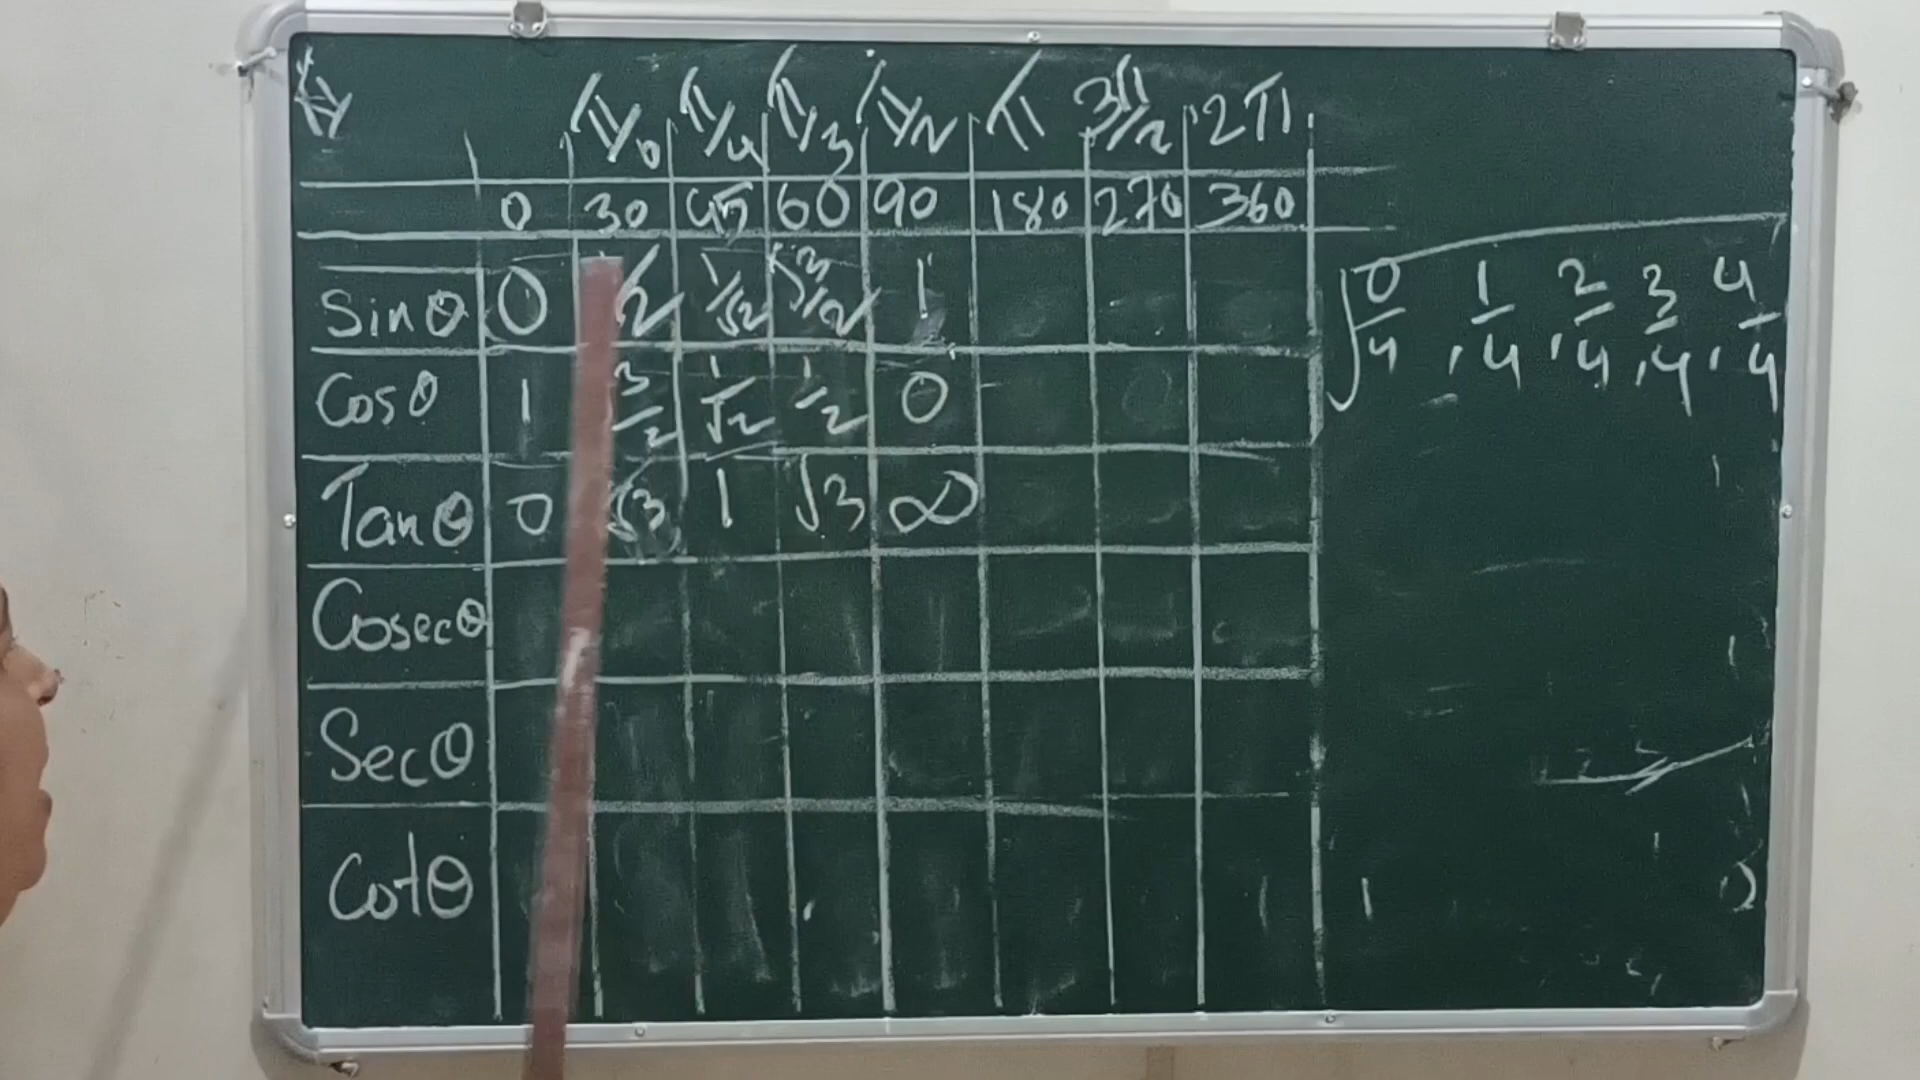 π/6 π/4 π/3 π/2 π 3π/2 2π
0 30 45 60 90 180 270 360
Sinθ 0 /2 1/√2 √3/2 1
√ 0/4 , 1/4 , 2/4 , 3/4 , 4/4
Cosθ 1 3/2 1/√2 1/2 0
Tanθ 0 √3 1 √3 ∞
Cosecθ
Secθ
Cotθ